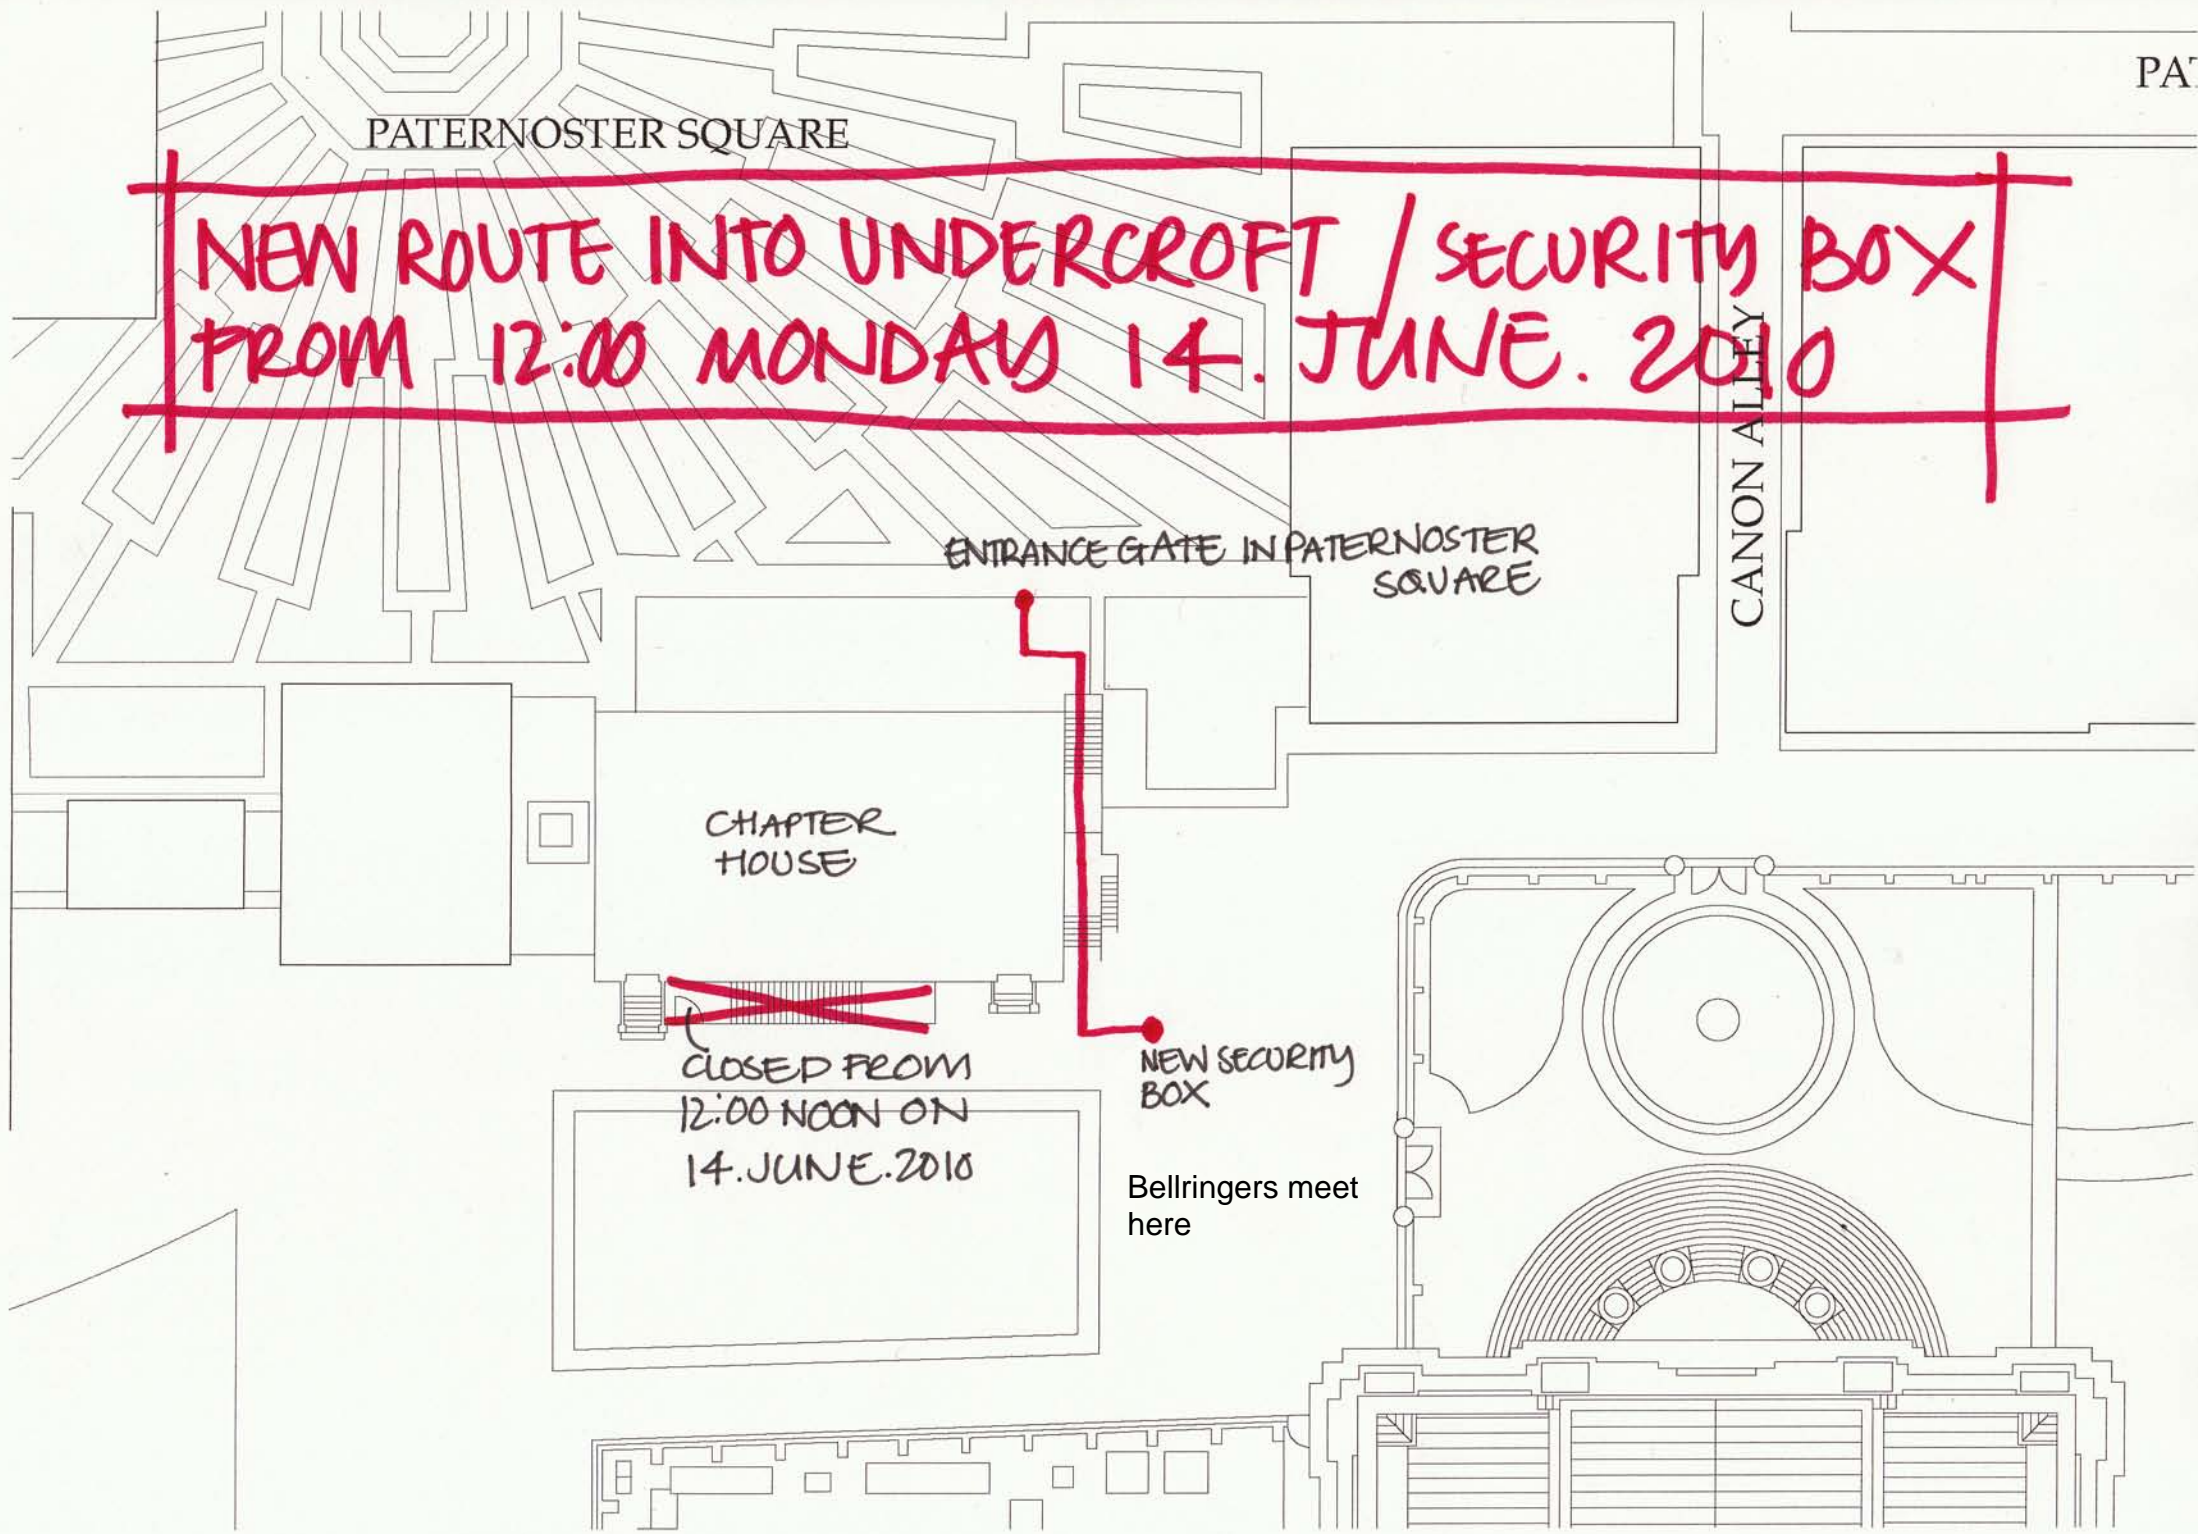 PATERNOSTER SQUARE
PAT
NEW ROUTE INTO UNDERCROFT / SECURITY BOX
FROM 12:00 MONDAY 14. JUNE. 2010
CANON ALLEY
ENTRANCE GATE IN PATERNOSTER
SQUARE
CHAPTER
HOUSE
CLOSED FROM
12:00 NOON ON
14. JUNE. 2010
NEW SECURITY
BOX
Bellringers meet
here